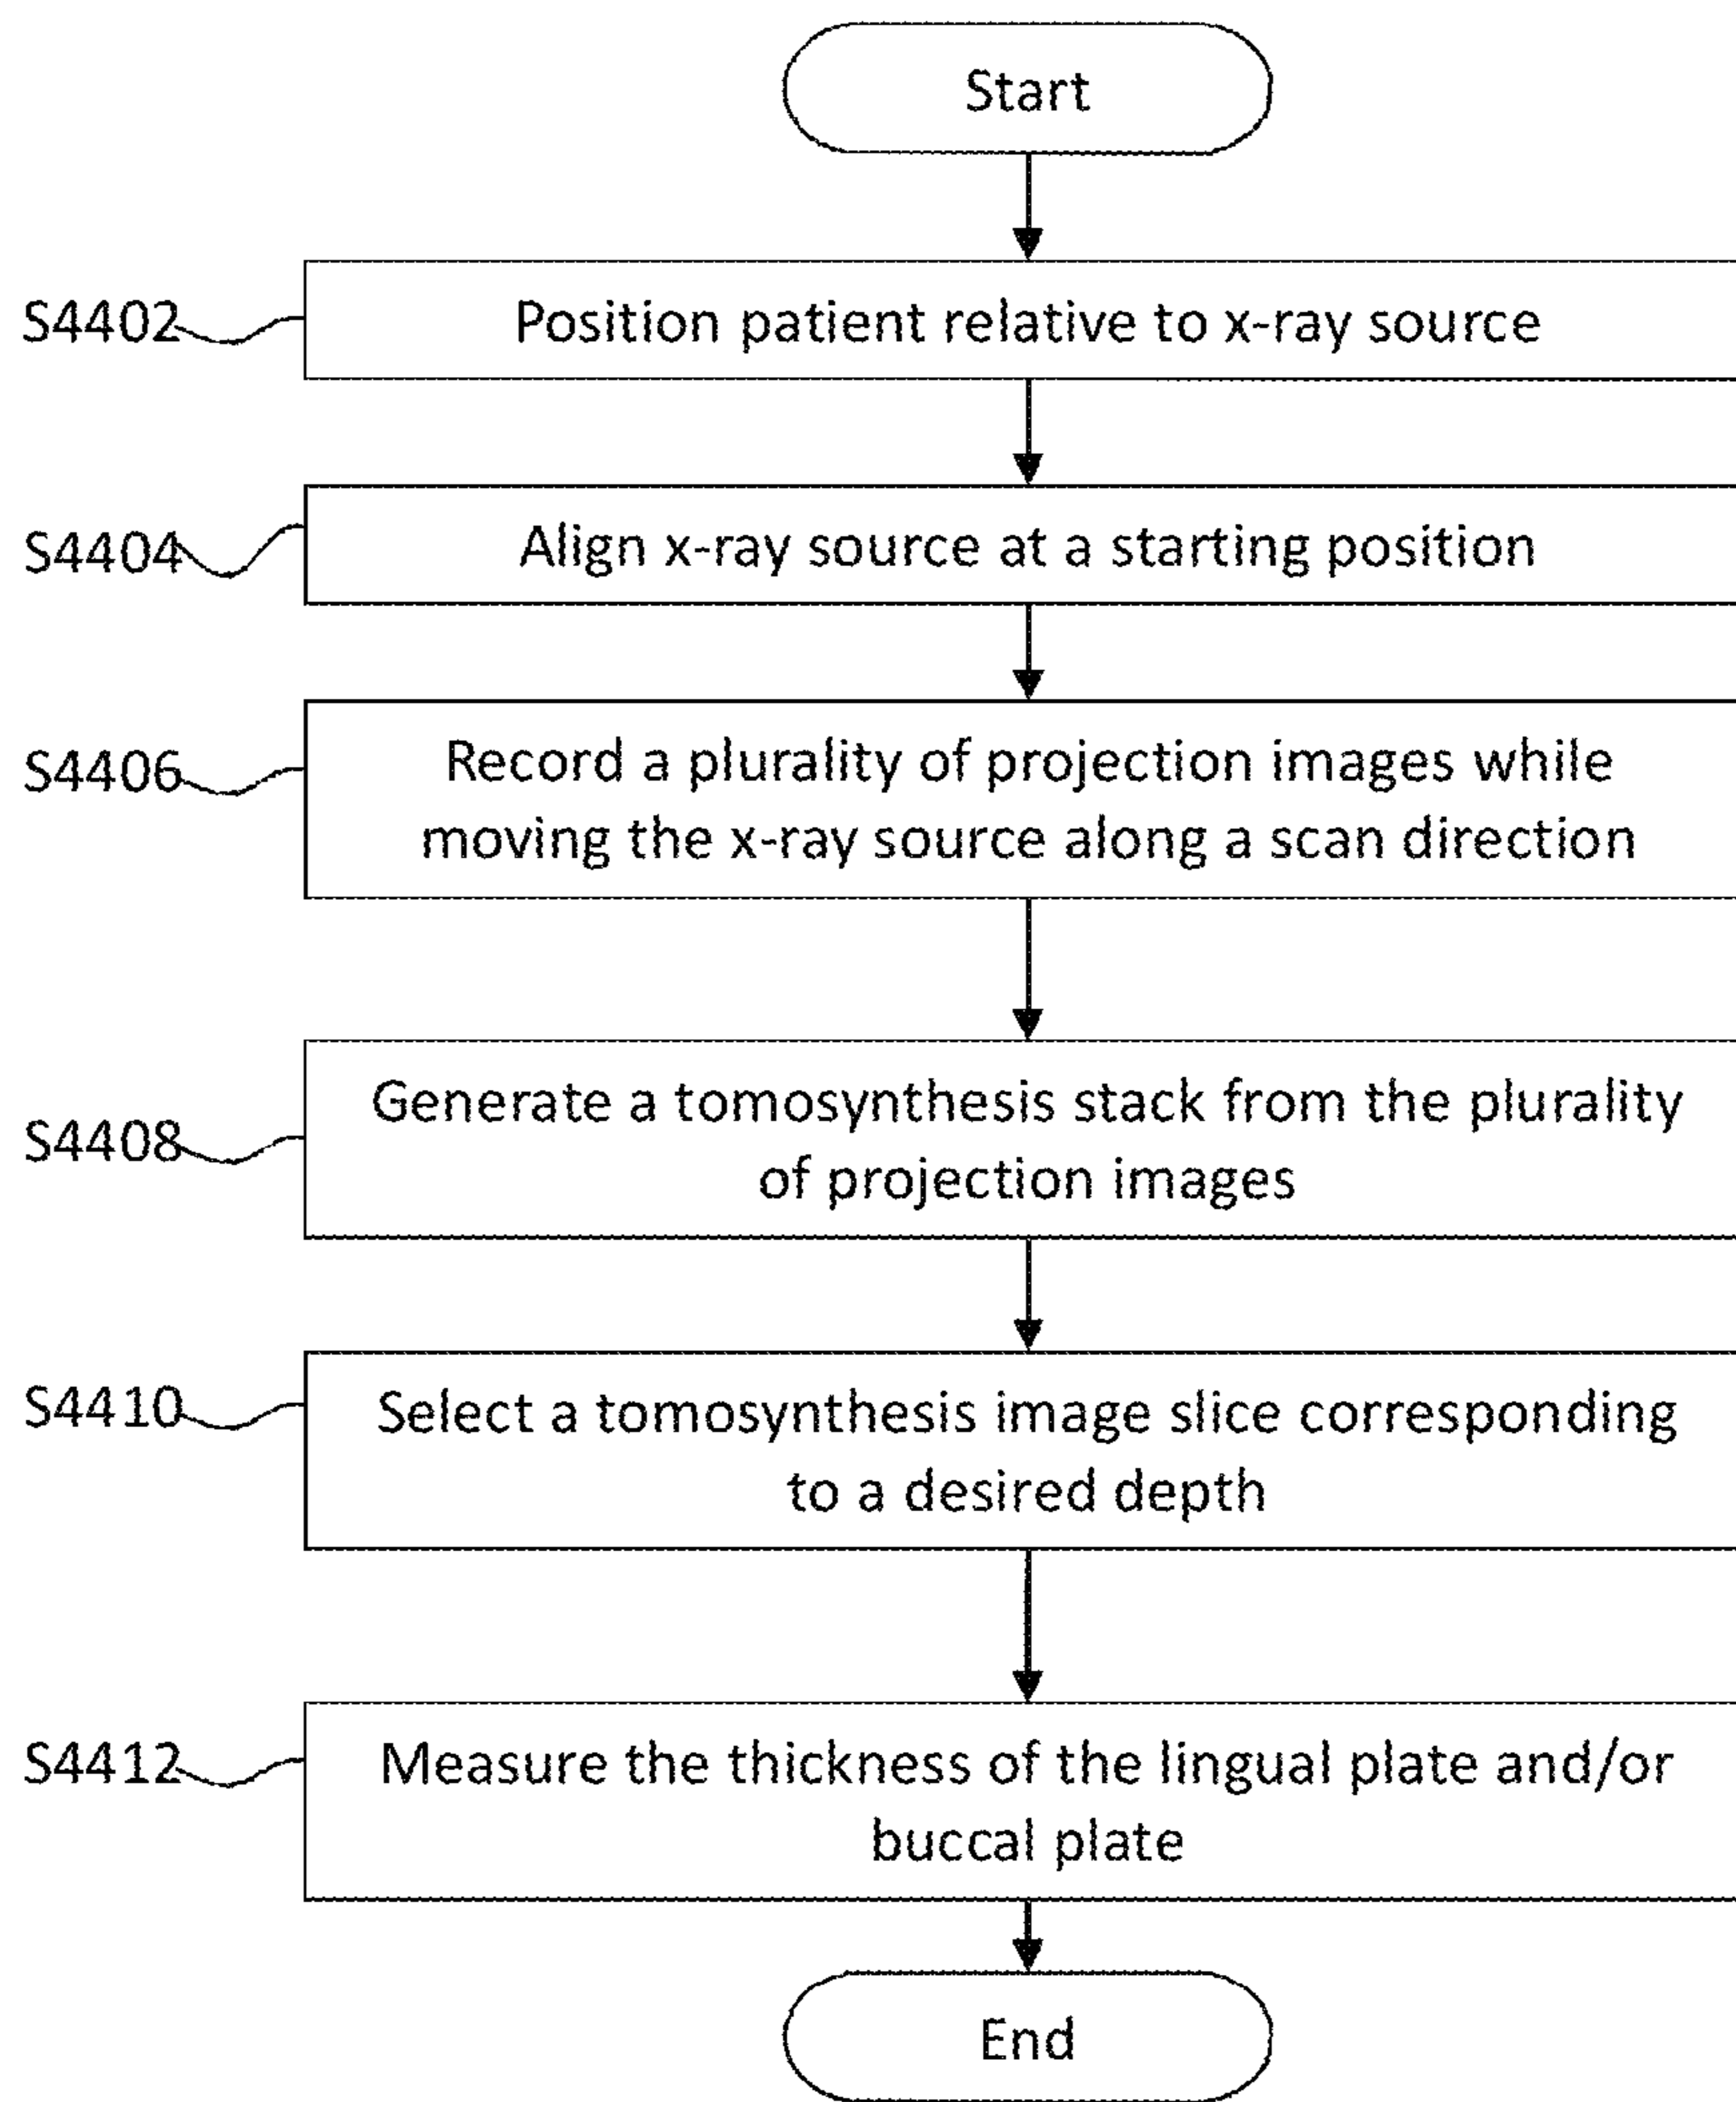 Start
S4402
Position patient relative to x-ray source
S4404
Align x-ray source at a starting position
S4406
Record a plurality of projection images while
moving the x-ray source along a scan direction
S4408
Generate a tomosynthesis stack from the plurality
of projection images
S4410
Select a tomosynthesis image slice corresponding
to a desired depth
S4412
Measure the thickness of the lingual plate and/or
buccal plate
End